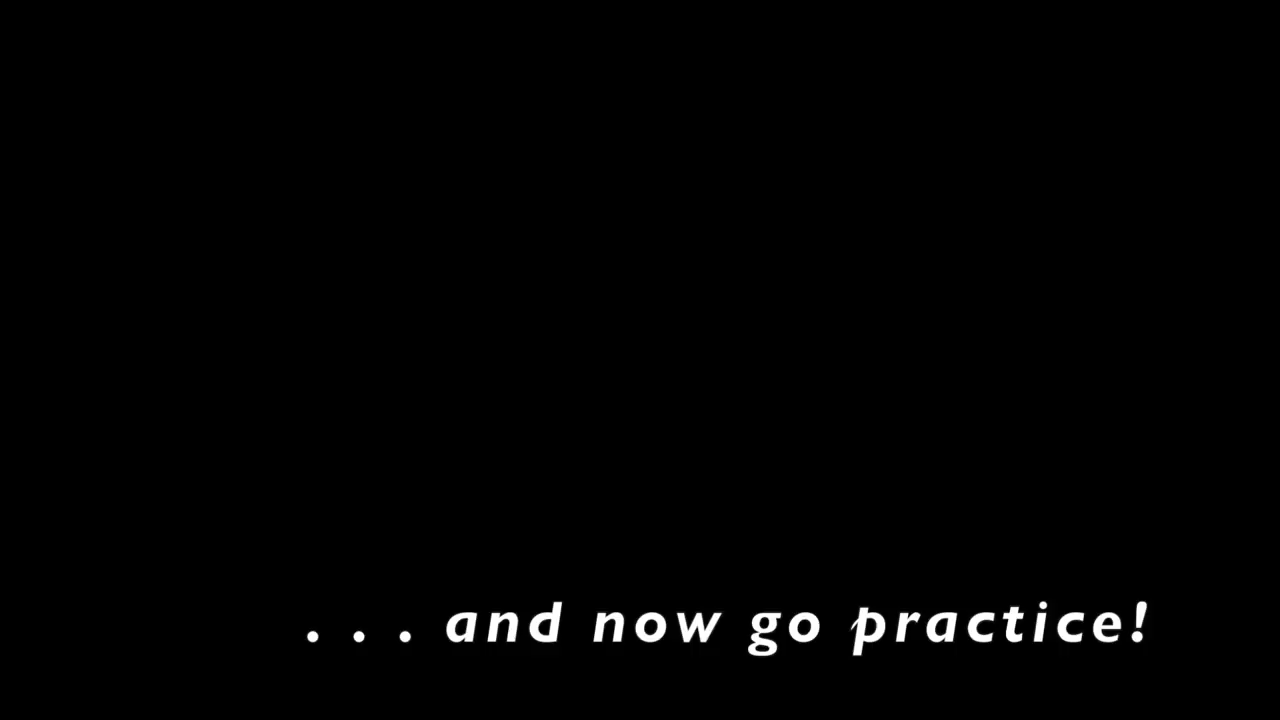 . . . and now go practice!